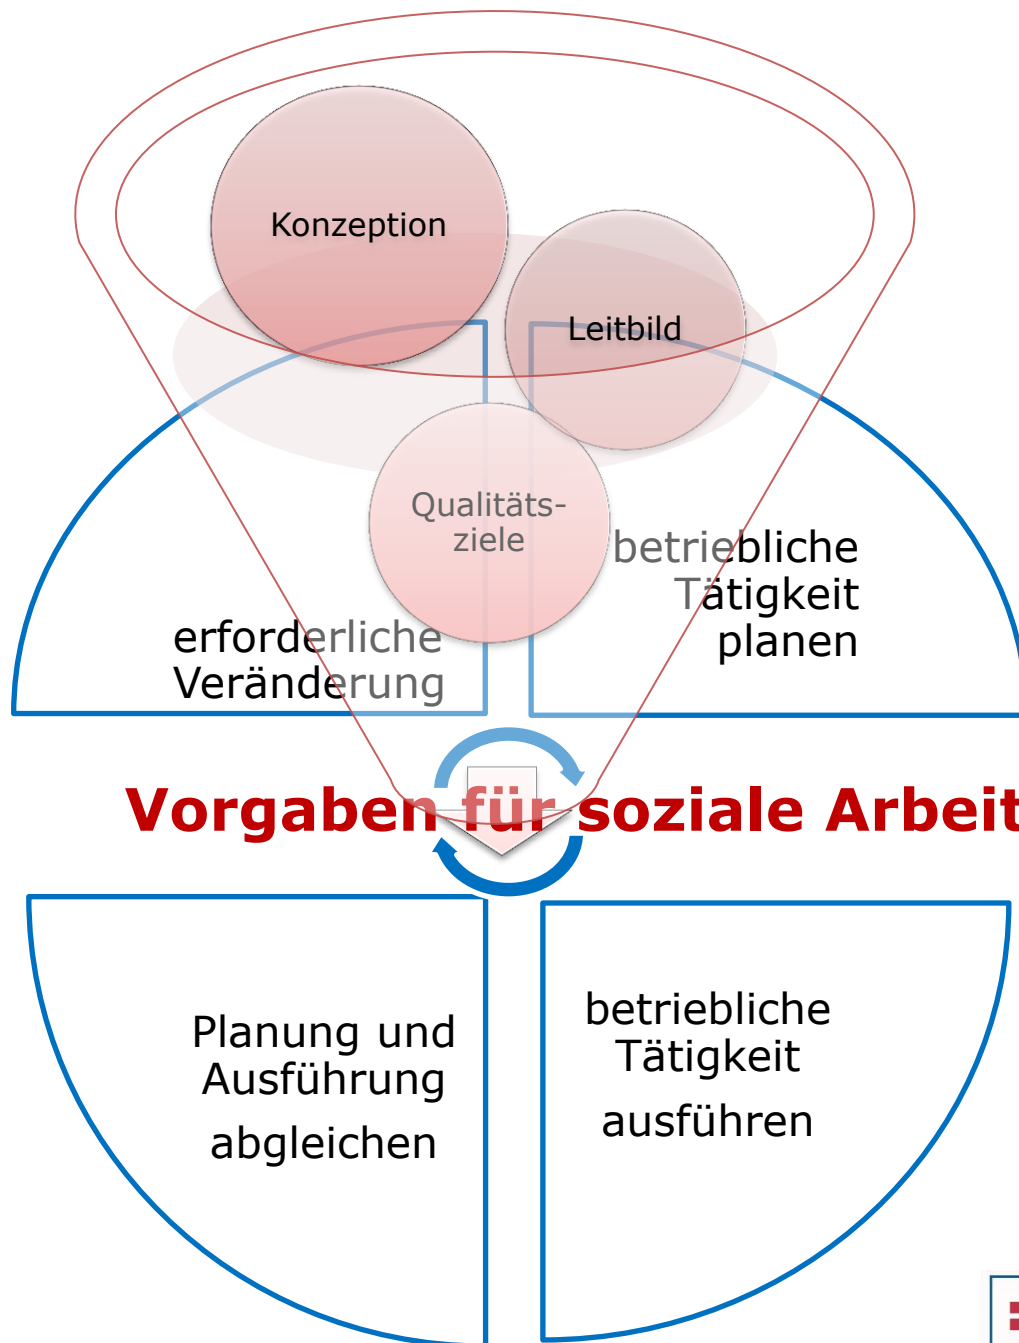 Konzeption
Leitbild
Qualitäts-
ziele
betriebliche
Tätigkeit
planen
erforderliche
Veränderung
Vorgaben für soziale Arbeit
Planung und
Ausführung
abgleichen
betriebliche
Tätigkeit
ausführen